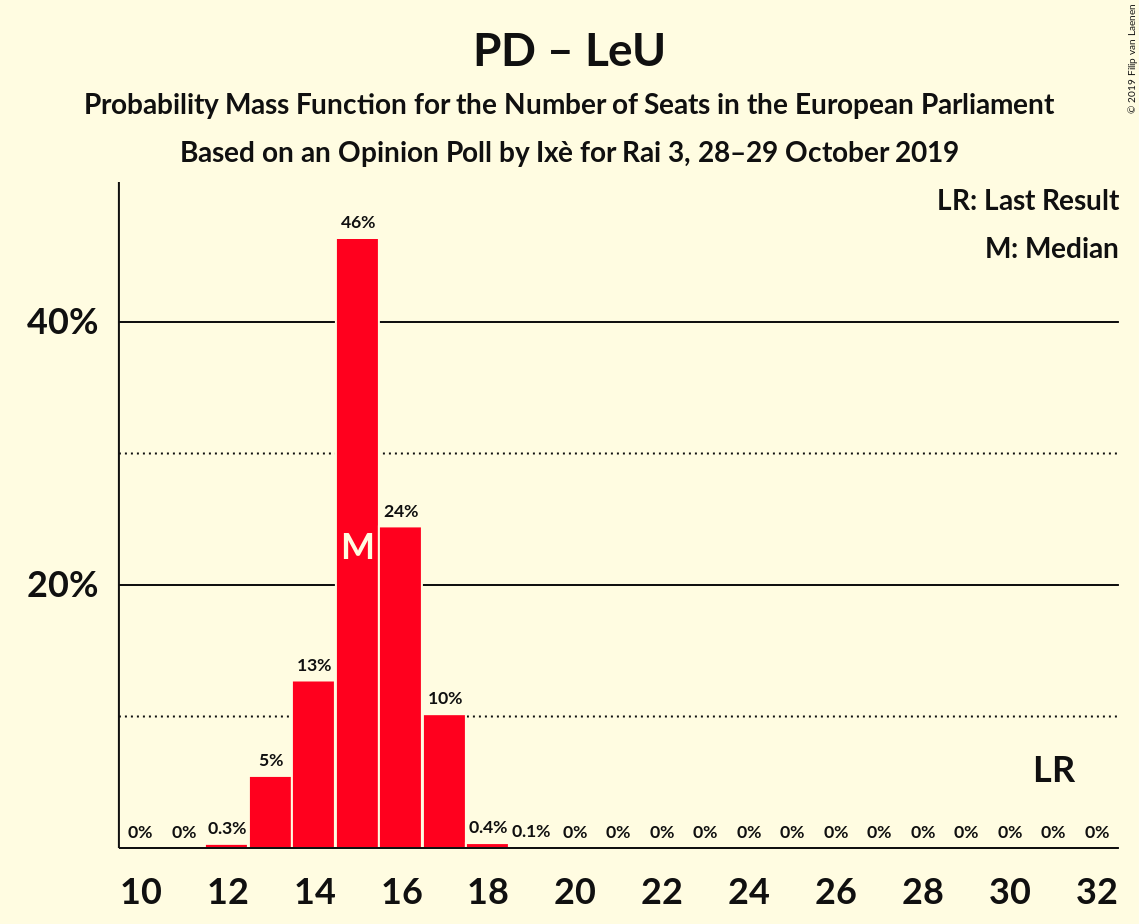 PD – LeU
Probability Mass Function for the Number of Seats in the European Parliament
Based on an Opinion Poll by Ixè for Rai 3, 28–29 October 2019
© 2019 Filip van Laenen
LR: Last Result
M: Median
40%
20%
0% 0% 0.3% 5% 13% 46% 24% 10% 0.4% 0.1% 0% 0% 0% 0% 0% 0% 0% 0% 0% 0% 0% 0% 0%
M
LR
10 12 14 16 18 20 22 24 26 28 30 32